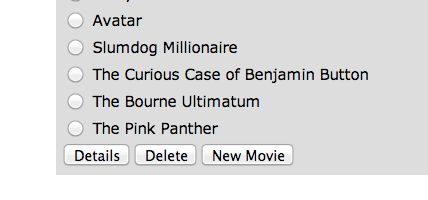 Avatar
Slumdog Millionaire
The Curious Case of Benjamin Button
The Bourne Ultimatum
The Pink Panther
Details Delete New Movie